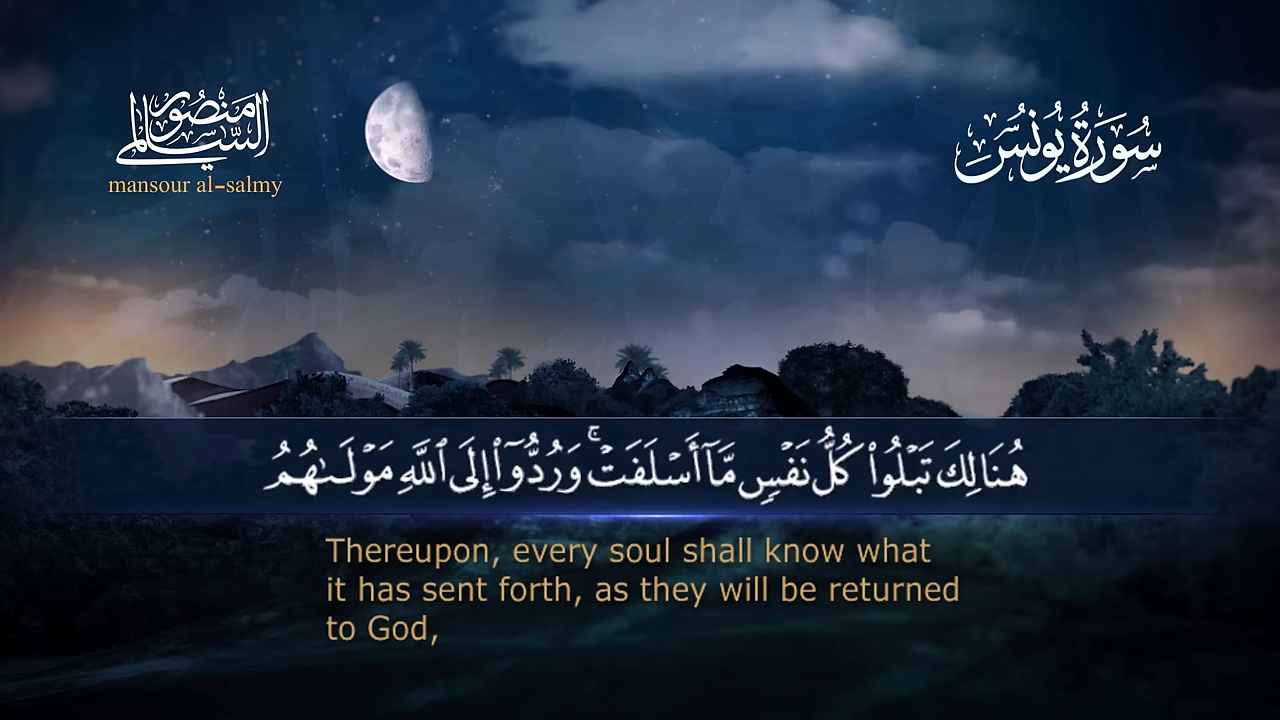 منصور السالمي
mansour al-salmy
سُورَةُ يُونُسَ
هُنَالِكَ تَبْلُوا۟ كُلُّ نَفْسٍ مَّآ أَسْلَفَتْ ۚ وَرُدُّوٓا۟ إِلَى ٱللَّهِ مَوْلَىٰهُمُ
Thereupon, every soul shall know what
it has sent forth, as they will be returned
to God,